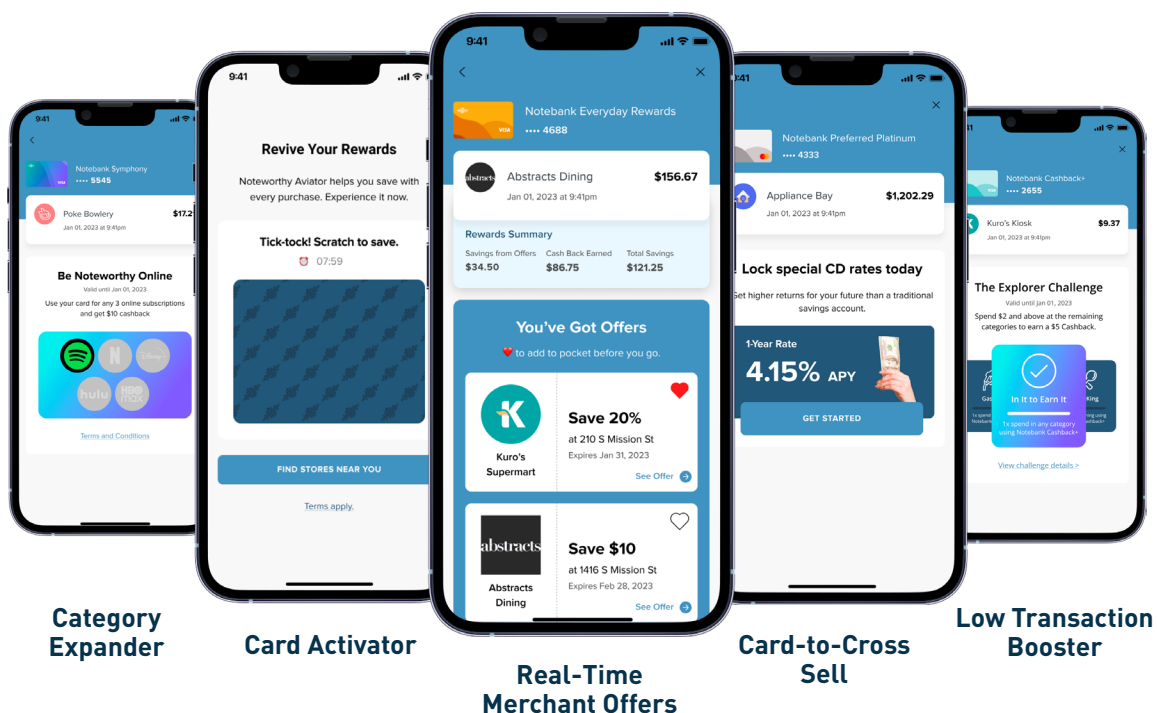 9:41
Notebank Symphony
•••• 5545
VISA
Poke Bowlery
$17.2
Jan 01, 2023 at 9:41pm
Be Noteworthy Online
Valid until Jan 01, 2023
Use your card for any 3 online subscriptions
and get $10 cashback
N
Disney+
hulu
HBO
max
Terms and Conditions
Category
Expander
9:41
Revive Your Rewards
Noteworthy Aviator helps you save with
every purchase. Experience it now.
Tick-tock! Scratch to save.
07:59
FIND STORES NEAR YOU
Terms apply.
Card Activator
9:41
Notebank Everyday Rewards
•••• 4688
VISA
abstracts
Abstracts Dining
$156.67
Jan 01, 2023 at 9:41pm
Rewards Summary
Savings from Offers
Cash Back Earned
Total Savings
$34.50
$86.75
$121.25
You've Got Offers
to add to pocket before you go.
K
Kuro's
Supermart
Save 20%
at 210 S Mission St
Expires Jan 31, 2023
See Offer
abstracts
Abstracts
Dining
Save $10
at 1416 S Mission St
Expires Feb 28, 2023
See Offer
Real-Time
Merchant Offers
:41
Notebank Preferred Platinum
•••• 4333
Appliance Bay
$1,202.29
Jan 01, 2023 at 9:41pm
Lock special CD rates today
Get higher returns for your future than a traditional
savings account.
1-Year Rate
4.15% APY
GET STARTED
Card-to-Cross
Sell
41
Notebank Cashback+
•••• 2655
Kuro's Kiosk
$9.37
Jan 01, 2023 at 9:41pm
The Explorer Challenge
Valid until Jan 01, 2023
Spend $2 and above at the remaining
categories to earn a $5 Cashback.
Gas
In It to Earn It
King
1x spend in any category
using Notebank Cashback+
View challenge details >
Low Transaction
Booster